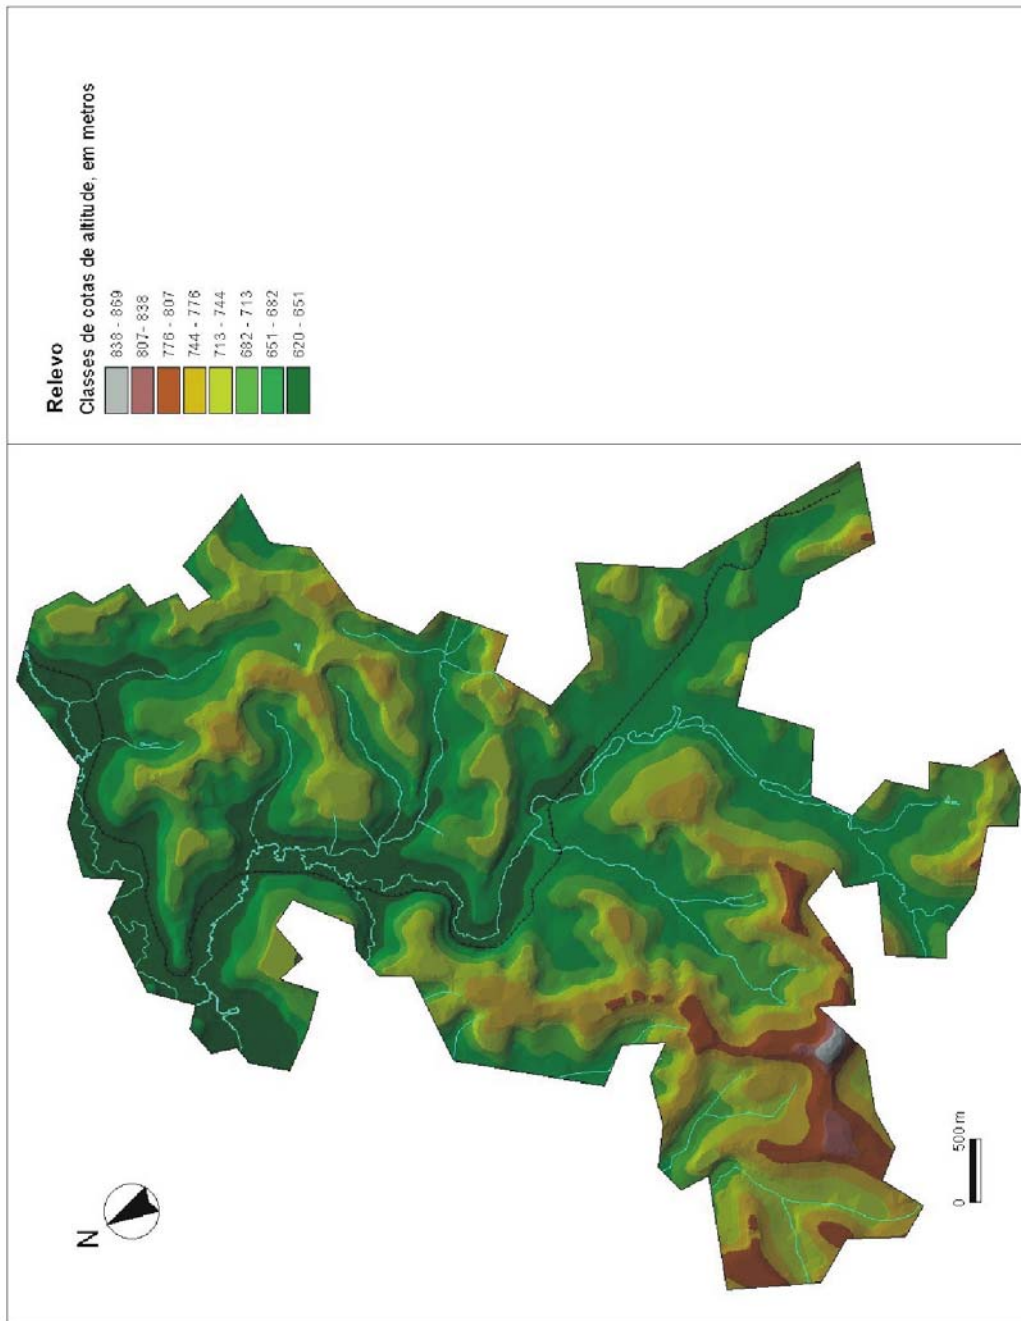 Relevo
Classes de cotas de altitude, em metros
838 - 869
807- 838
776 - 807
744 - 776
713 - 744
682 - 713
651 - 682
620 - 651
N
0 500 m